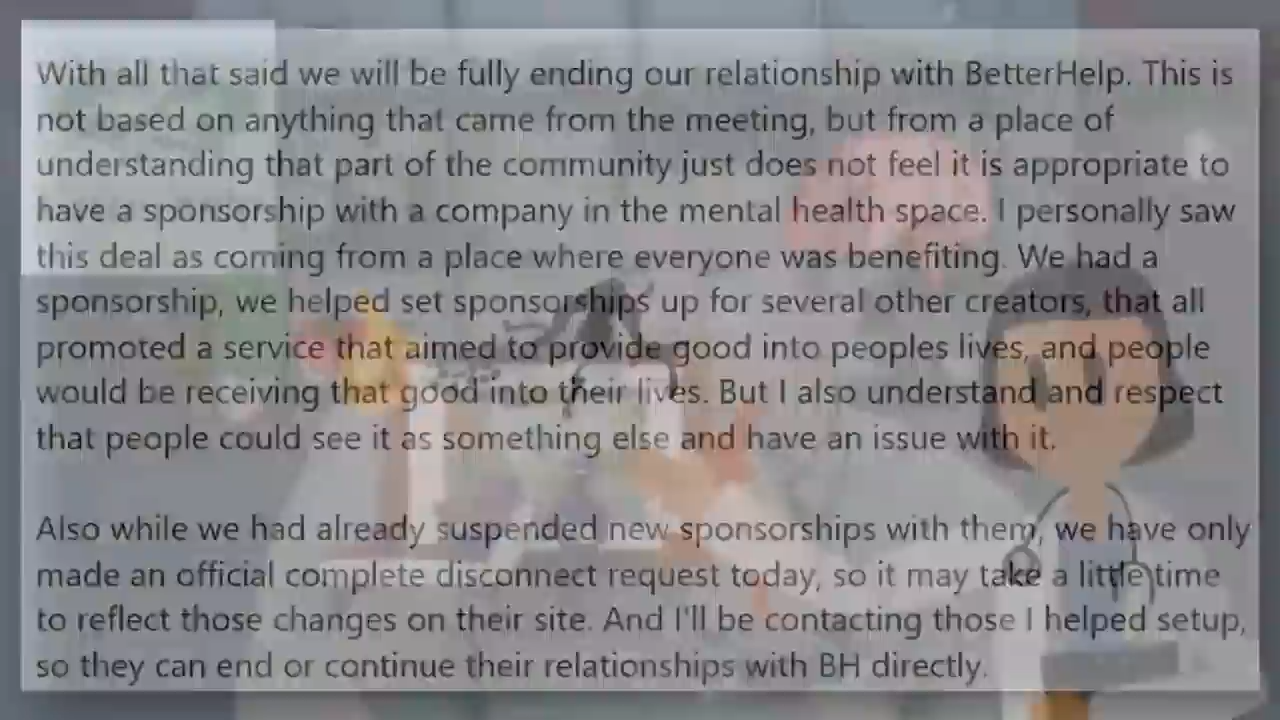 With all that said we will be fully ending our relationship with BetterHelp. This is
not based on anything that came from the meeting, but from a place of
understanding that part of the community just does not feel it is appropriate to
have a sponsorship with a company in the mental health space. I personally saw
this deal as coming from a place where everyone was benefiting. We had a
sponsorship, we helped set sponsorships up for several other creators, that all
promoted a service that aimed to provide good into peoples lives, and people
would be receiving that good into their lives. But I also understand and respect
that people could see it as something else and have an issue with it.
Also while we had already suspended new sponsorships with them, we have only
made an official complete disconnect request today, so it may take a little time
to reflect those changes on their site. And I'll be contacting those I helped setup,
so they can end or continue their relationships with BH directly.